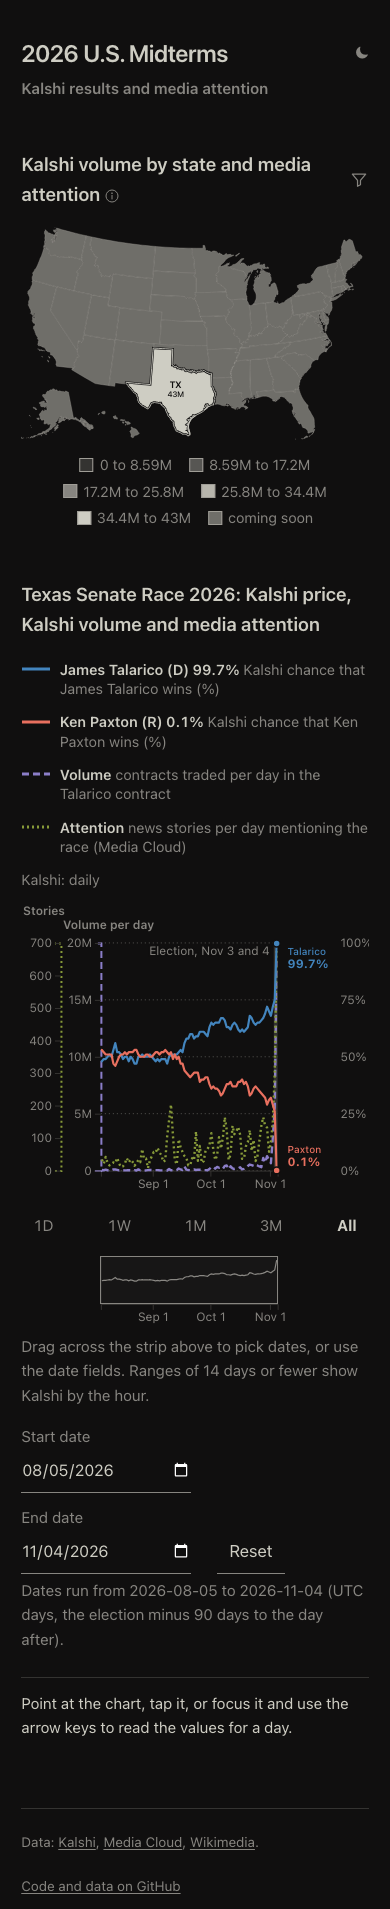 2026 U.S. Midterms
Kalshi results and media attention
Kalshi volume by state and media
attention
TX
43M
0 to 8.59M
8.59M to 17.2M
17.2M to 25.8M
25.8M to 34.4M
34.4M to 43M
coming soon
Texas Senate Race 2026: Kalshi price,
Kalshi volume and media attention
James Talarico (D) 99.7% Kalshi chance that
James Talarico wins (%)
Ken Paxton (R) 0.1% Kalshi chance that Ken
Paxton wins (%)
Volume contracts traded per day in the
Talarico contract
Attention news stories per day mentioning the
race (Media Cloud)
Kalshi: daily
Stories
Volume per day
700 20M Election, Nov 3 and 4 Talarico 100%
99.7%
600
500 15M 75%
400
10M 50%
300
200
5M 25%
100
Paxton
0.1%
0 0 0%
Sep 1 Oct 1 Nov 1
1D 1W 1M 3M All
Sep 1 Oct 1 Nov 1
Drag across the strip above to pick dates, or use
the date fields. Ranges of 14 days or fewer show
Kalshi by the hour.
Start date
08/05/2026
End date
11/04/2026 Reset
Dates run from 2026-08-05 to 2026-11-04 (UTC
days, the election minus 90 days to the day
after).
Point at the chart, tap it, or focus it and use the
arrow keys to read the values for a day.
Data: Kalshi, Media Cloud, Wikimedia.
Code and data on GitHub